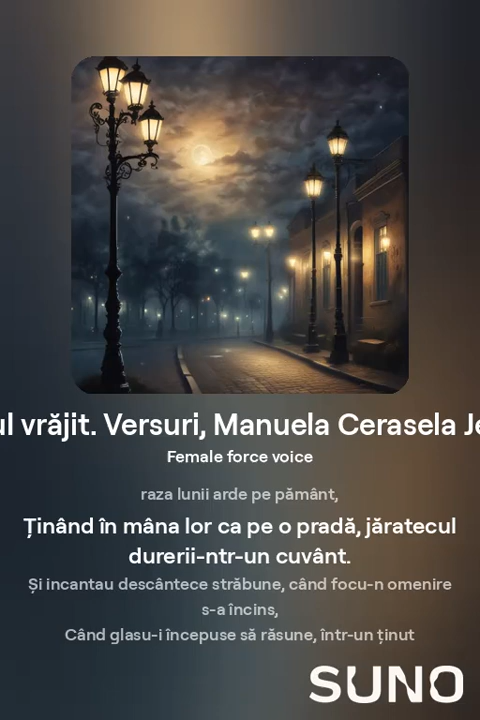 ul vrăjit. Versuri, Manuela Cerasela Je
Female force voice
raza lunii arde pe pământ,
Ținând în mâna lor ca pe o pradă, jăratecul
durerii-ntr-un cuvânt.
Și incantau descântece străbune, când focu-n omenire
s-a încins,
Când glasu-i începuse să răsune, într-un ținut
SUNO